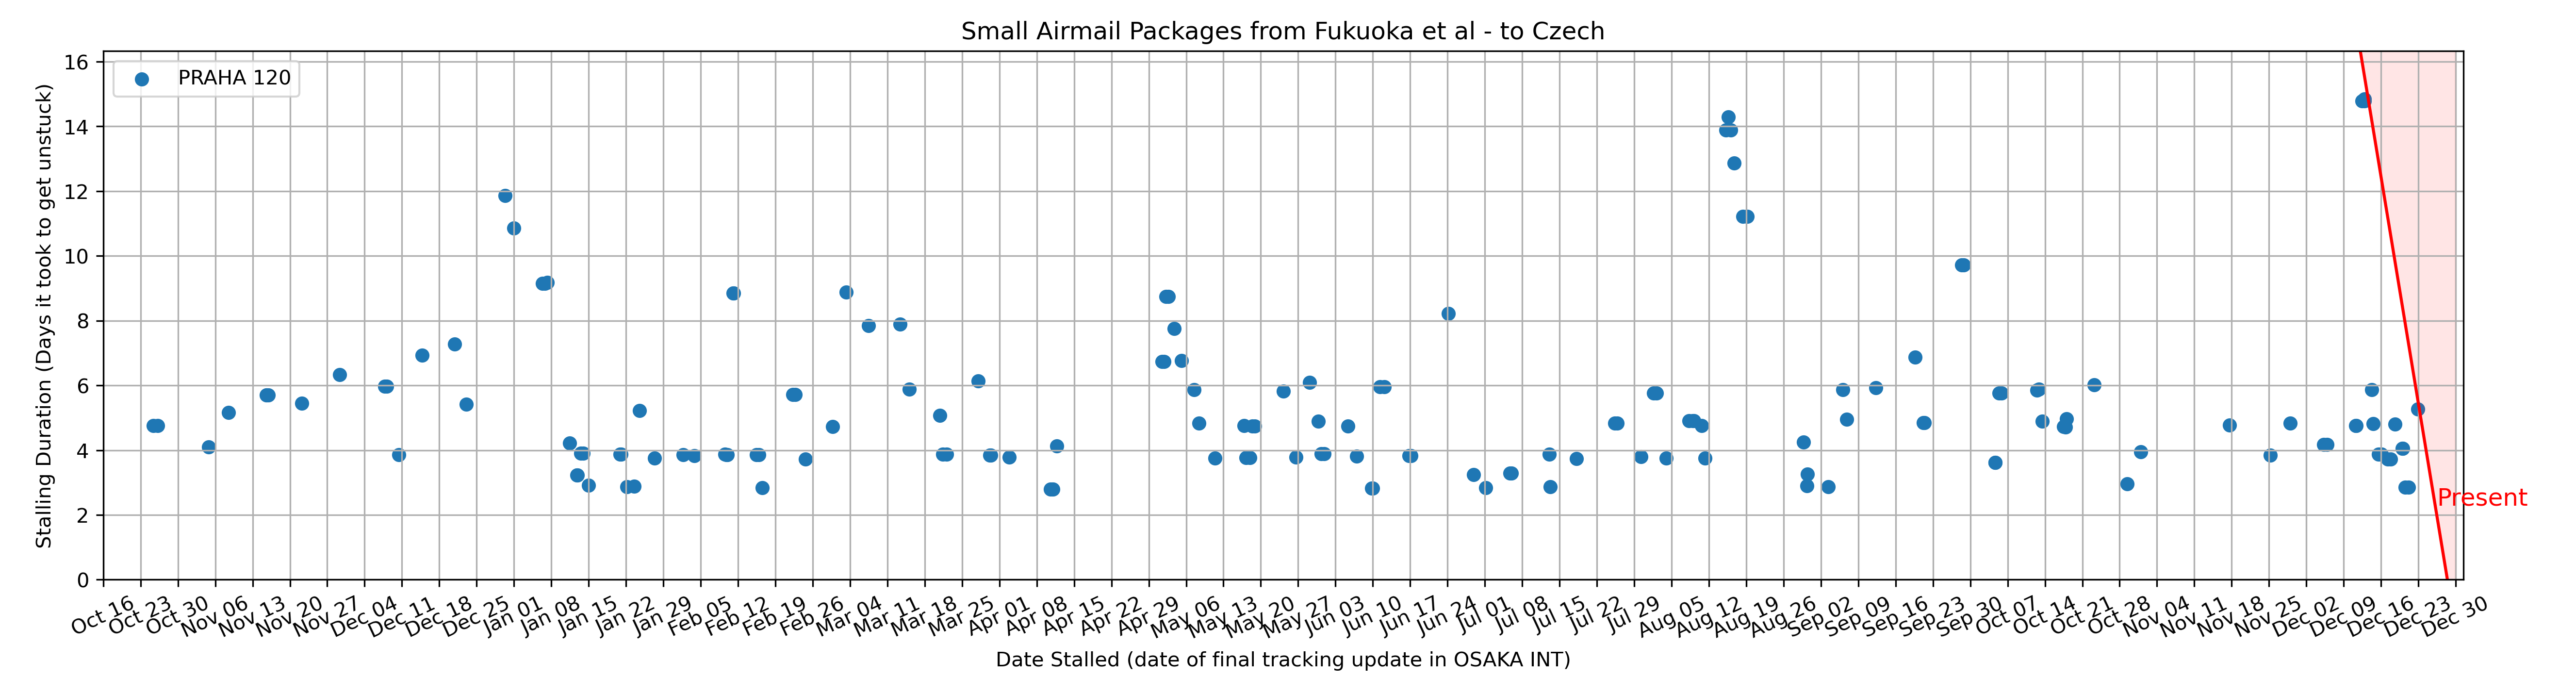 Small Airmail Packages from Fukuoka et al - to Czech
PRAHA 120
Stalling Duration (Days it took to get unstuck)
16
14
12
10
8
6
4
2
0
Present
Oct 16
Oct 23
Oct 30
Nov 06
Nov 13
Nov 20
Nov 27
Dec 04
Dec 11
Dec 18
Dec 25
Jan 01
Jan 08
Jan 15
Jan 22
Jan 29
Feb 05
Feb 12
Feb 19
Feb 26
Mar 04
Mar 11
Mar 18
Mar 25
Apr 01
Apr 08
Apr 15
Apr 22
Apr 29
May 06
May 13
May 20
May 27
Jun 03
Jun 10
Jun 17
Jun 24
Jul 01
Jul 08
Jul 15
Jul 22
Jul 29
Aug 05
Aug 12
Aug 19
Aug 26
Sep 02
Sep 09
Sep 16
Sep 23
Sep 30
Oct 07
Oct 14
Oct 21
Oct 28
Nov 04
Nov 11
Nov 18
Nov 25
Dec 02
Dec 09
Dec 16
Dec 23
Dec 30
Date Stalled (date of final tracking update in OSAKA INT)